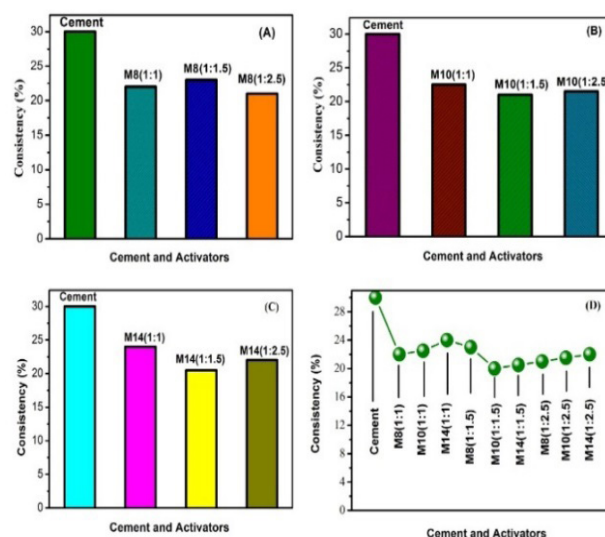 (A)
Cement
M8(1:1)
M8(1:1.5)
M8(1:2.5)
Consistency (%)
30
25
20
15
10
5
0
Cement and Activators
(B)
Cement
M10(1:1)
M10(1:1.5)
M10(1:2.5
Consistency (%)
30
25
20
15
10
5
0
Cement and Activators
(C)
Cement
M14(1:1)
M14(1:1.5)
M14(1:2.5)
Consistency (%)
30
25
20
15
10
5
0
Cement and Activators
(D)
Consistency (%)
28
24
20
16
12
8
4
0
Cement
M8(1:1)
M10(1:1)
M14(1:1)
M8(1:1.5)
M10(1:1.5)
M14(1:1.5)
M8(1:2.5)
M10(1:2.5)
M14(1:2.5)
Cement and Activators